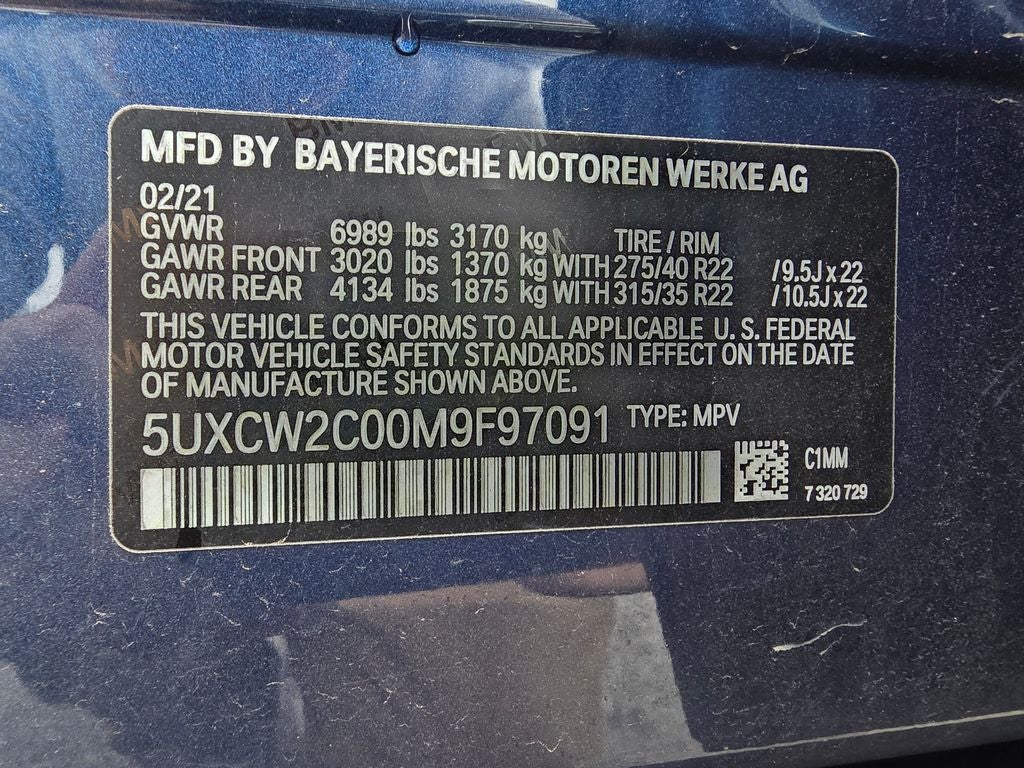 MFD BY BAYERISCHE MOTOREN WERKE AG
02/21
GVWR 6989 lbs 3170 kg TIRE / RIM
GAWR FRONT 3020 lbs 1370 kg WITH 275/40 R22 / 9.5J x 22
GAWR REAR 4134 lbs 1875 kg WITH 315/35 R22 / 10.5J x 22
THIS VEHICLE CONFORMS TO ALL APPLICABLE U. S. FEDERAL
MOTOR VEHICLE SAFETY STANDARDS IN EFFECT ON THE DATE
OF MANUFACTURE SHOWN ABOVE.
5UXCW2C00M9F97091 TYPE: MPV
C1MM
7 320 729